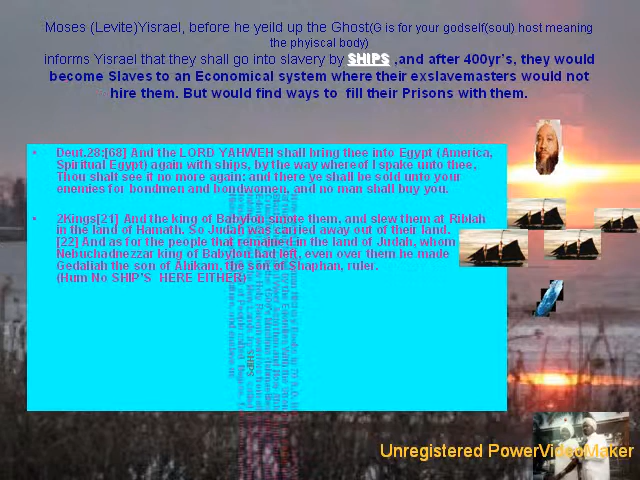 Moses (Levite)Yisrael, before he yeild up the Ghost(G is for your godself(soul) host meaning
the phyiscal body)
informs Yisrael that they shall go into slavery by SHIPS ,and after 400yr's, they would
become Slaves to an Economical system where their exslavemasters would not
hire them. But would find ways to fill their Prisons with them.
• Deut.28:[68] And the LORD YAHWEH shall bring thee into Egypt (America,
Spiritual Egypt) again with ships, by the way whereof I spake unto thee,
Thou shalt see it no more again: and there ye shall be sold unto your
enemies for bondmen and bondwomen, and no man shall buy you.
• 2Kings[21] And the king of Babylon smote them, and slew them at Riblah
in the land of Hamath. So Judah was carried away out of their land.
[22] And as for the people that remained in the land of Judah, whom
Nebuchadnezzar king of Babylon had left, even over them he made
Gedaliah the son of Ahikam, the son of Shaphan, ruler.
(Hum No SHIP'S HERE EITHER)
SHIPS
Unregistered PowerVideoMaker